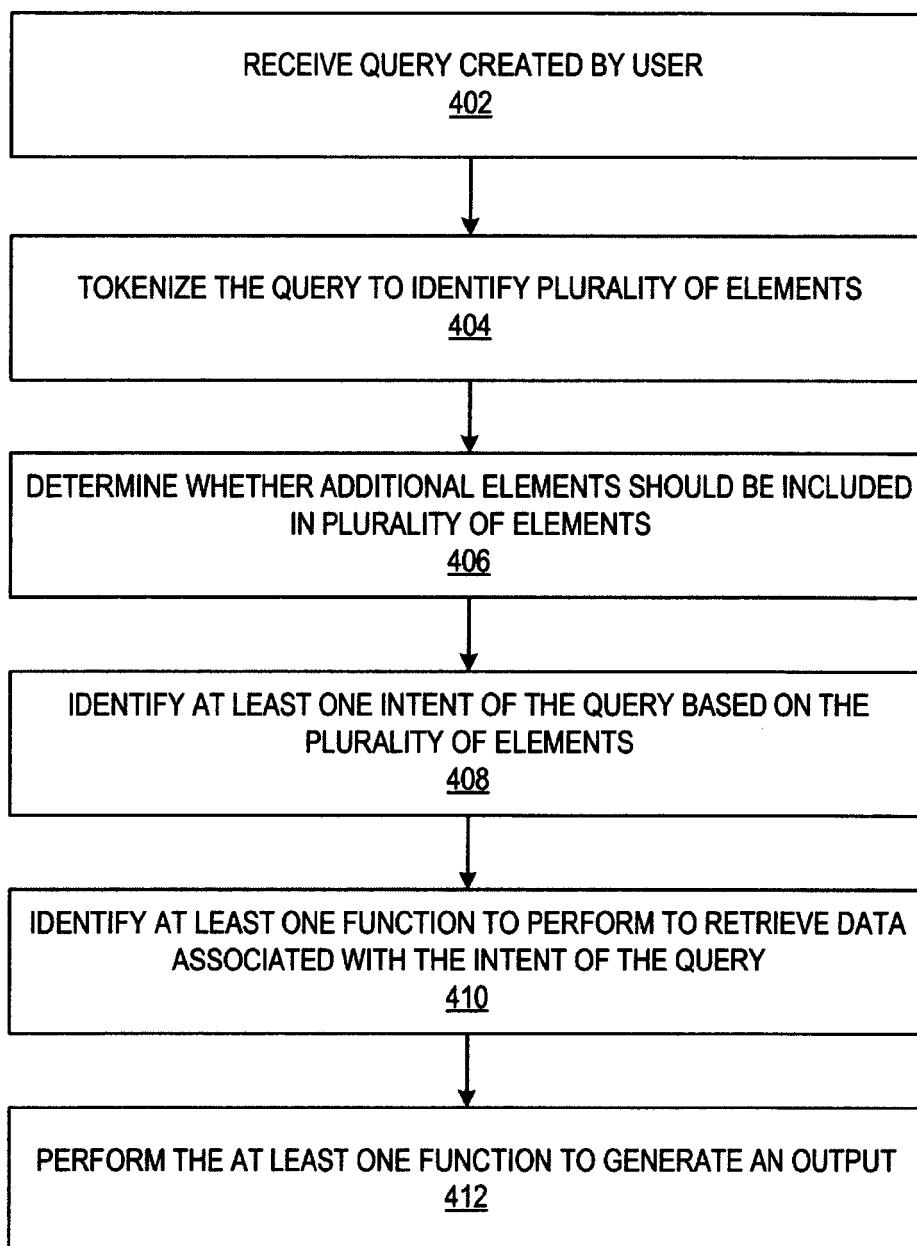 RECEIVE QUERY CREATED BY USER
402
TOKENIZE THE QUERY TO IDENTIFY PLURALITY OF ELEMENTS
404
DETERMINE WHETHER ADDITIONAL ELEMENTS SHOULD BE INCLUDED
IN PLURALITY OF ELEMENTS
406
IDENTIFY AT LEAST ONE INTENT OF THE QUERY BASED ON THE
PLURALITY OF ELEMENTS
408
IDENTIFY AT LEAST ONE FUNCTION TO PERFORM TO RETRIEVE DATA
ASSOCIATED WITH THE INTENT OF THE QUERY
410
PERFORM THE AT LEAST ONE FUNCTION TO GENERATE AN OUTPUT
412